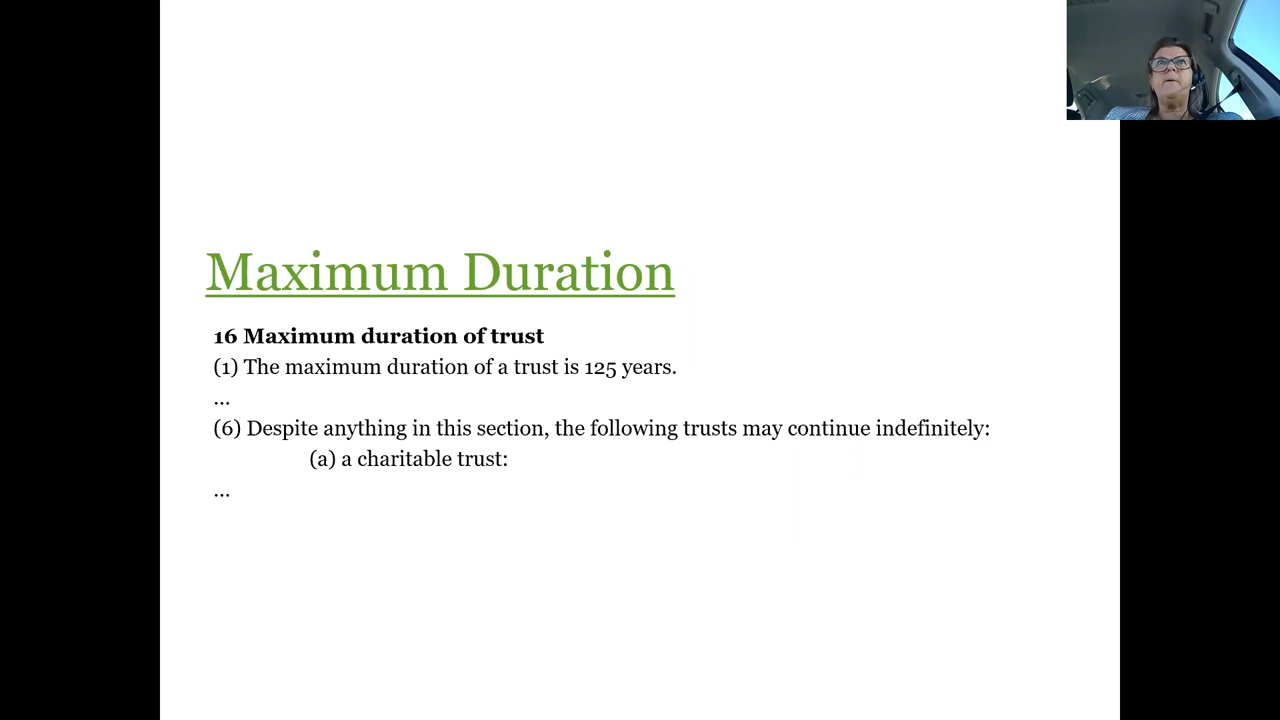 Maximum Duration
16 Maximum duration of trust
(1) The maximum duration of a trust is 125 years.
...
(6) Despite anything in this section, the following trusts may continue indefinitely:
(a) a charitable trust:
...